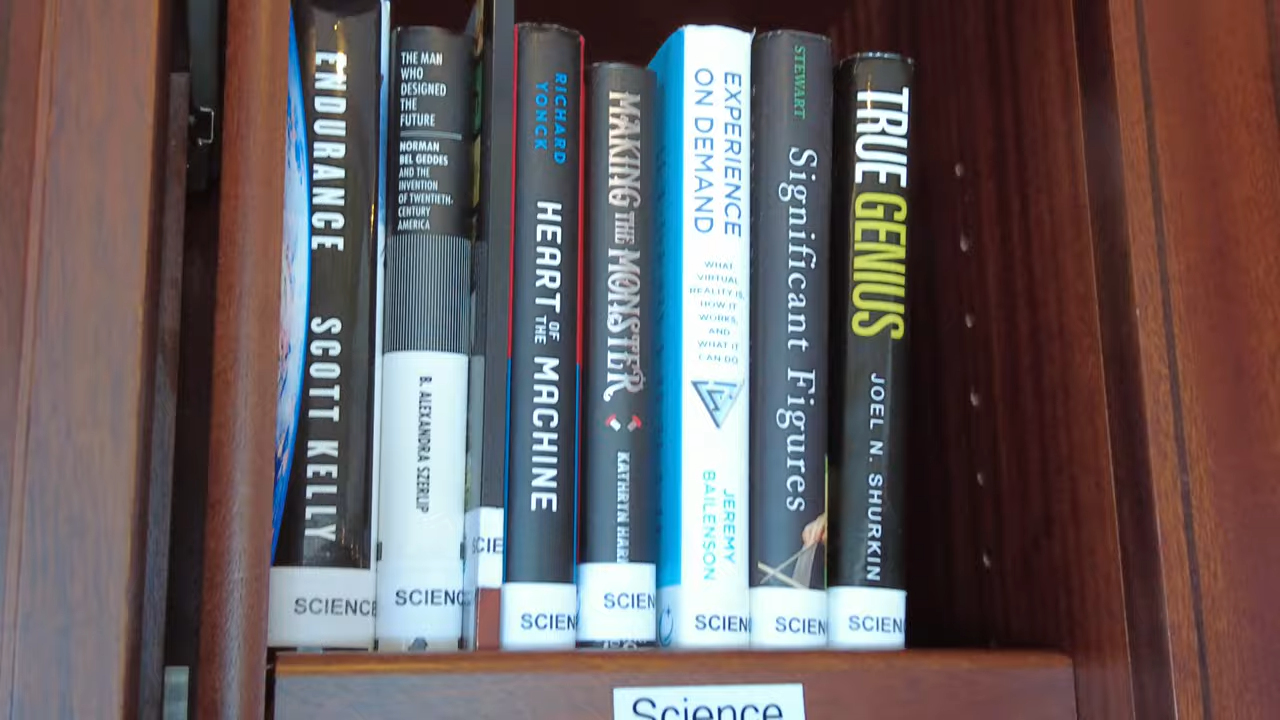 ENDURANCE SCOTT KELLY
SCIENCE
THE MAN
WHO
DESIGNED
THE
FUTURE
NORMAN
BEL GEDDES
AND THE
INVENTION
OF TWENTIETH-
CENTURY
AMERICA
B. ALEXANDRA SZERLIP
SCIENC
SCIE
RICHARD
YONCK
HEART OF THE MACHINE
SCIEN
MAKING THE MONSTER
KATHRYN HARK
SCIEN
EXPERIENCE
ON DEMAND
WHAT
VIRTUAL
REALITY IS,
HOW IT
WORKS,
AND
WHAT IT
CAN DO
JEREMY
BAILENSON
SCIEN
STEWART
Significant Figures
SCIEN
TRUE GENIUS
JOEL N. SHURKIN
SCIEN
Science